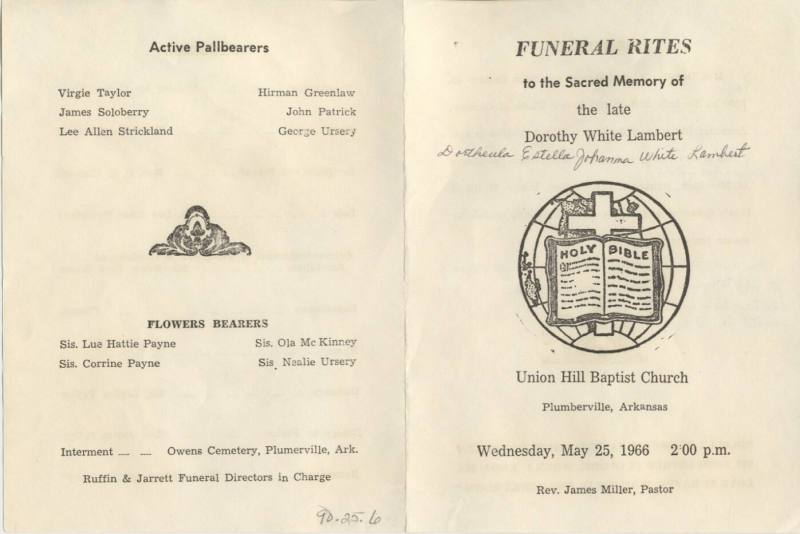 Active Pallbearers
Virgie Taylor Hirman Greenlaw
James Soloberry John Patrick
Lee Allen Strickland George Ursery
FLOWERS BEARERS
Sis. Lue Hattie Payne Sis. Ola Mc Kinney
Sis. Corrine Payne Sis. Nealie Ursery
Interment __ __ Owens Cemetery, Plumerville, Ark.
Ruffin & Jarrett Funeral Directors in Charge
90.25.6
FUNERAL RITES
to the Sacred Memory of
the late
Dorothy White Lambert
Dortheula Estella Johanna White Lambert
HOLY BIBLE
Union Hill Baptist Church
Plumberville, Arkansas
Wednesday, May 25, 1966 2:00 p.m.
Rev. James Miller, Pastor